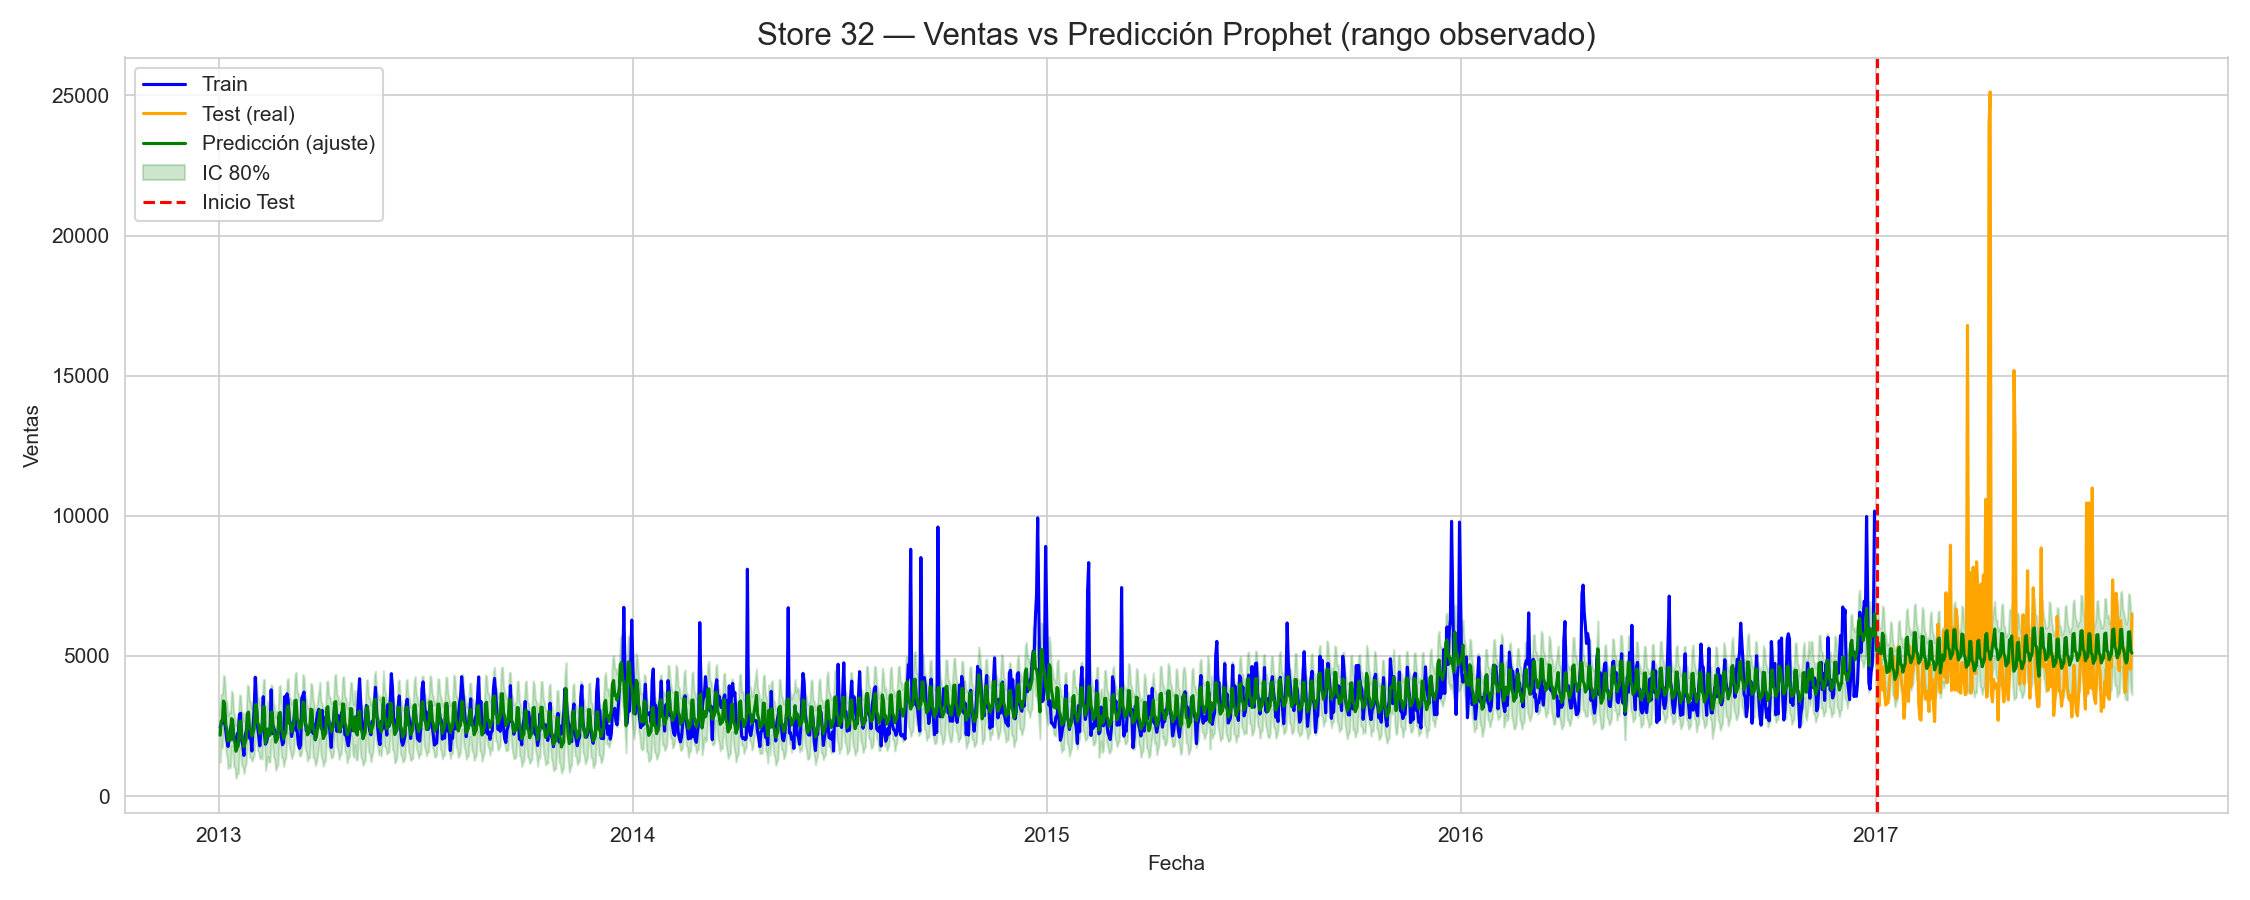 Store 32 — Ventas vs Predicción Prophet (rango observado)
Train
Test (real)
Predicción (ajuste)
IC 80%
Inicio Test
25000
20000
15000
10000
5000
0
Ventas
2013
2014
2015
2016
2017
Fecha